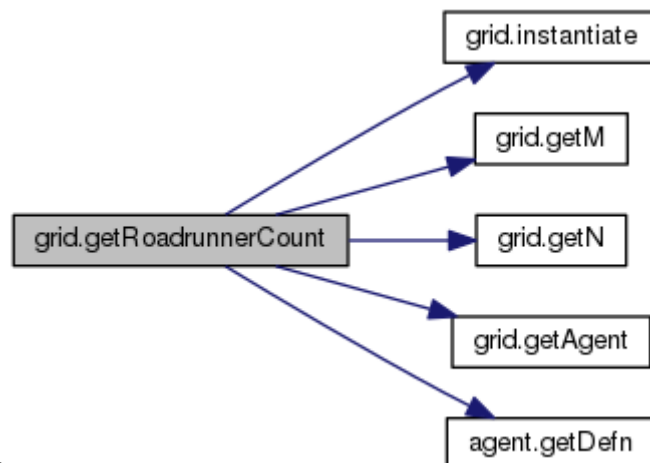 grid.instantiate
grid.getM
grid.getRoadrunnerCount
grid.getN
grid.getAgent
agent.getDefn